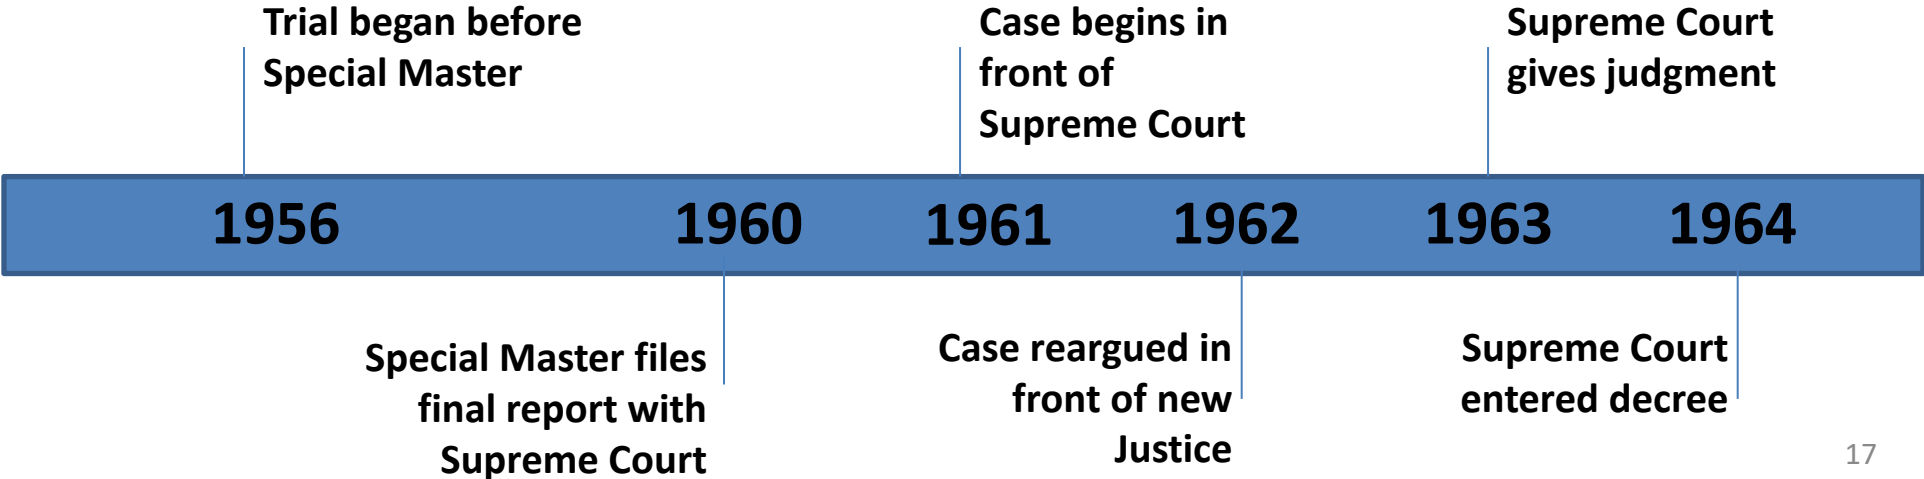 Trial began before
Special Master
Case begins in
front of
Supreme Court
Supreme Court
gives judgment
1956
1960
1961
1962
1963
1964
Special Master files
final report with
Supreme Court
Case reargued in
front of new
Justice
Supreme Court
entered decree
17